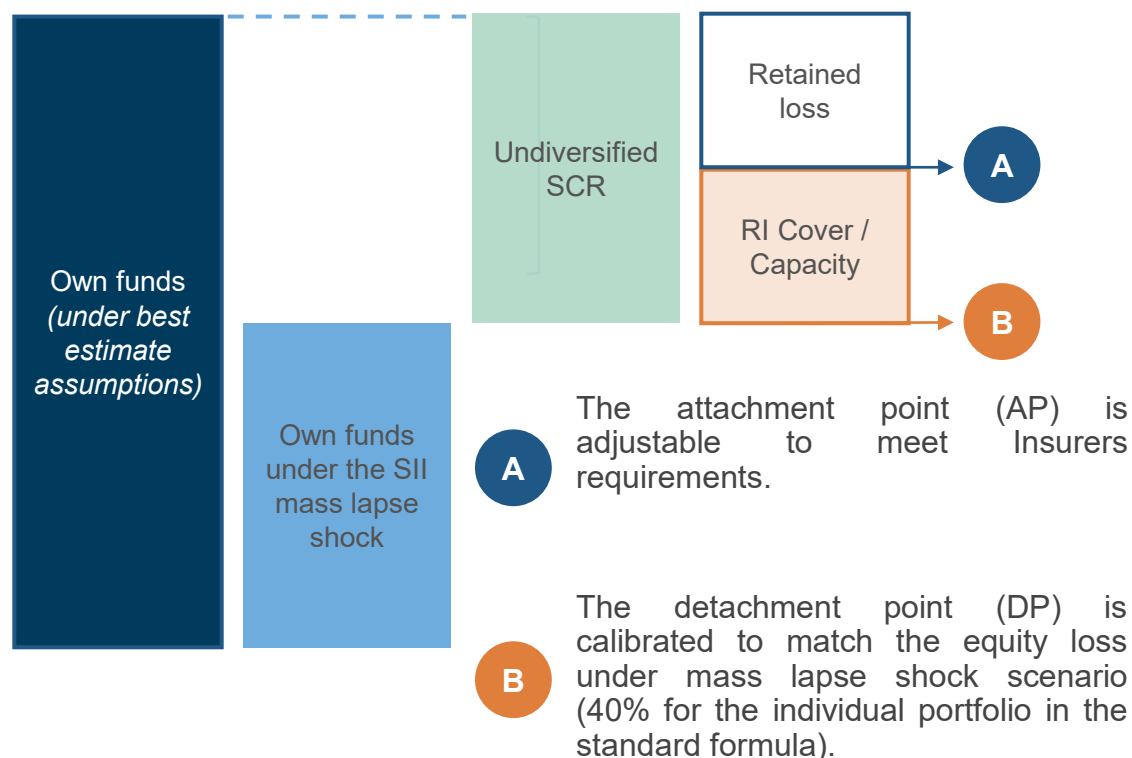 Own funds
(under best
estimate
assumptions)
Own funds
under the SII
mass lapse
shock
Undiversified
SCR
Retained
loss
RI Cover /
Capacity
A
B
A
The attachment point (AP) is
adjustable to meet Insurers
requirements.
B
The detachment point (DP) is
calibrated to match the equity loss
under mass lapse shock scenario
(40% for the individual portfolio in the
standard formula).